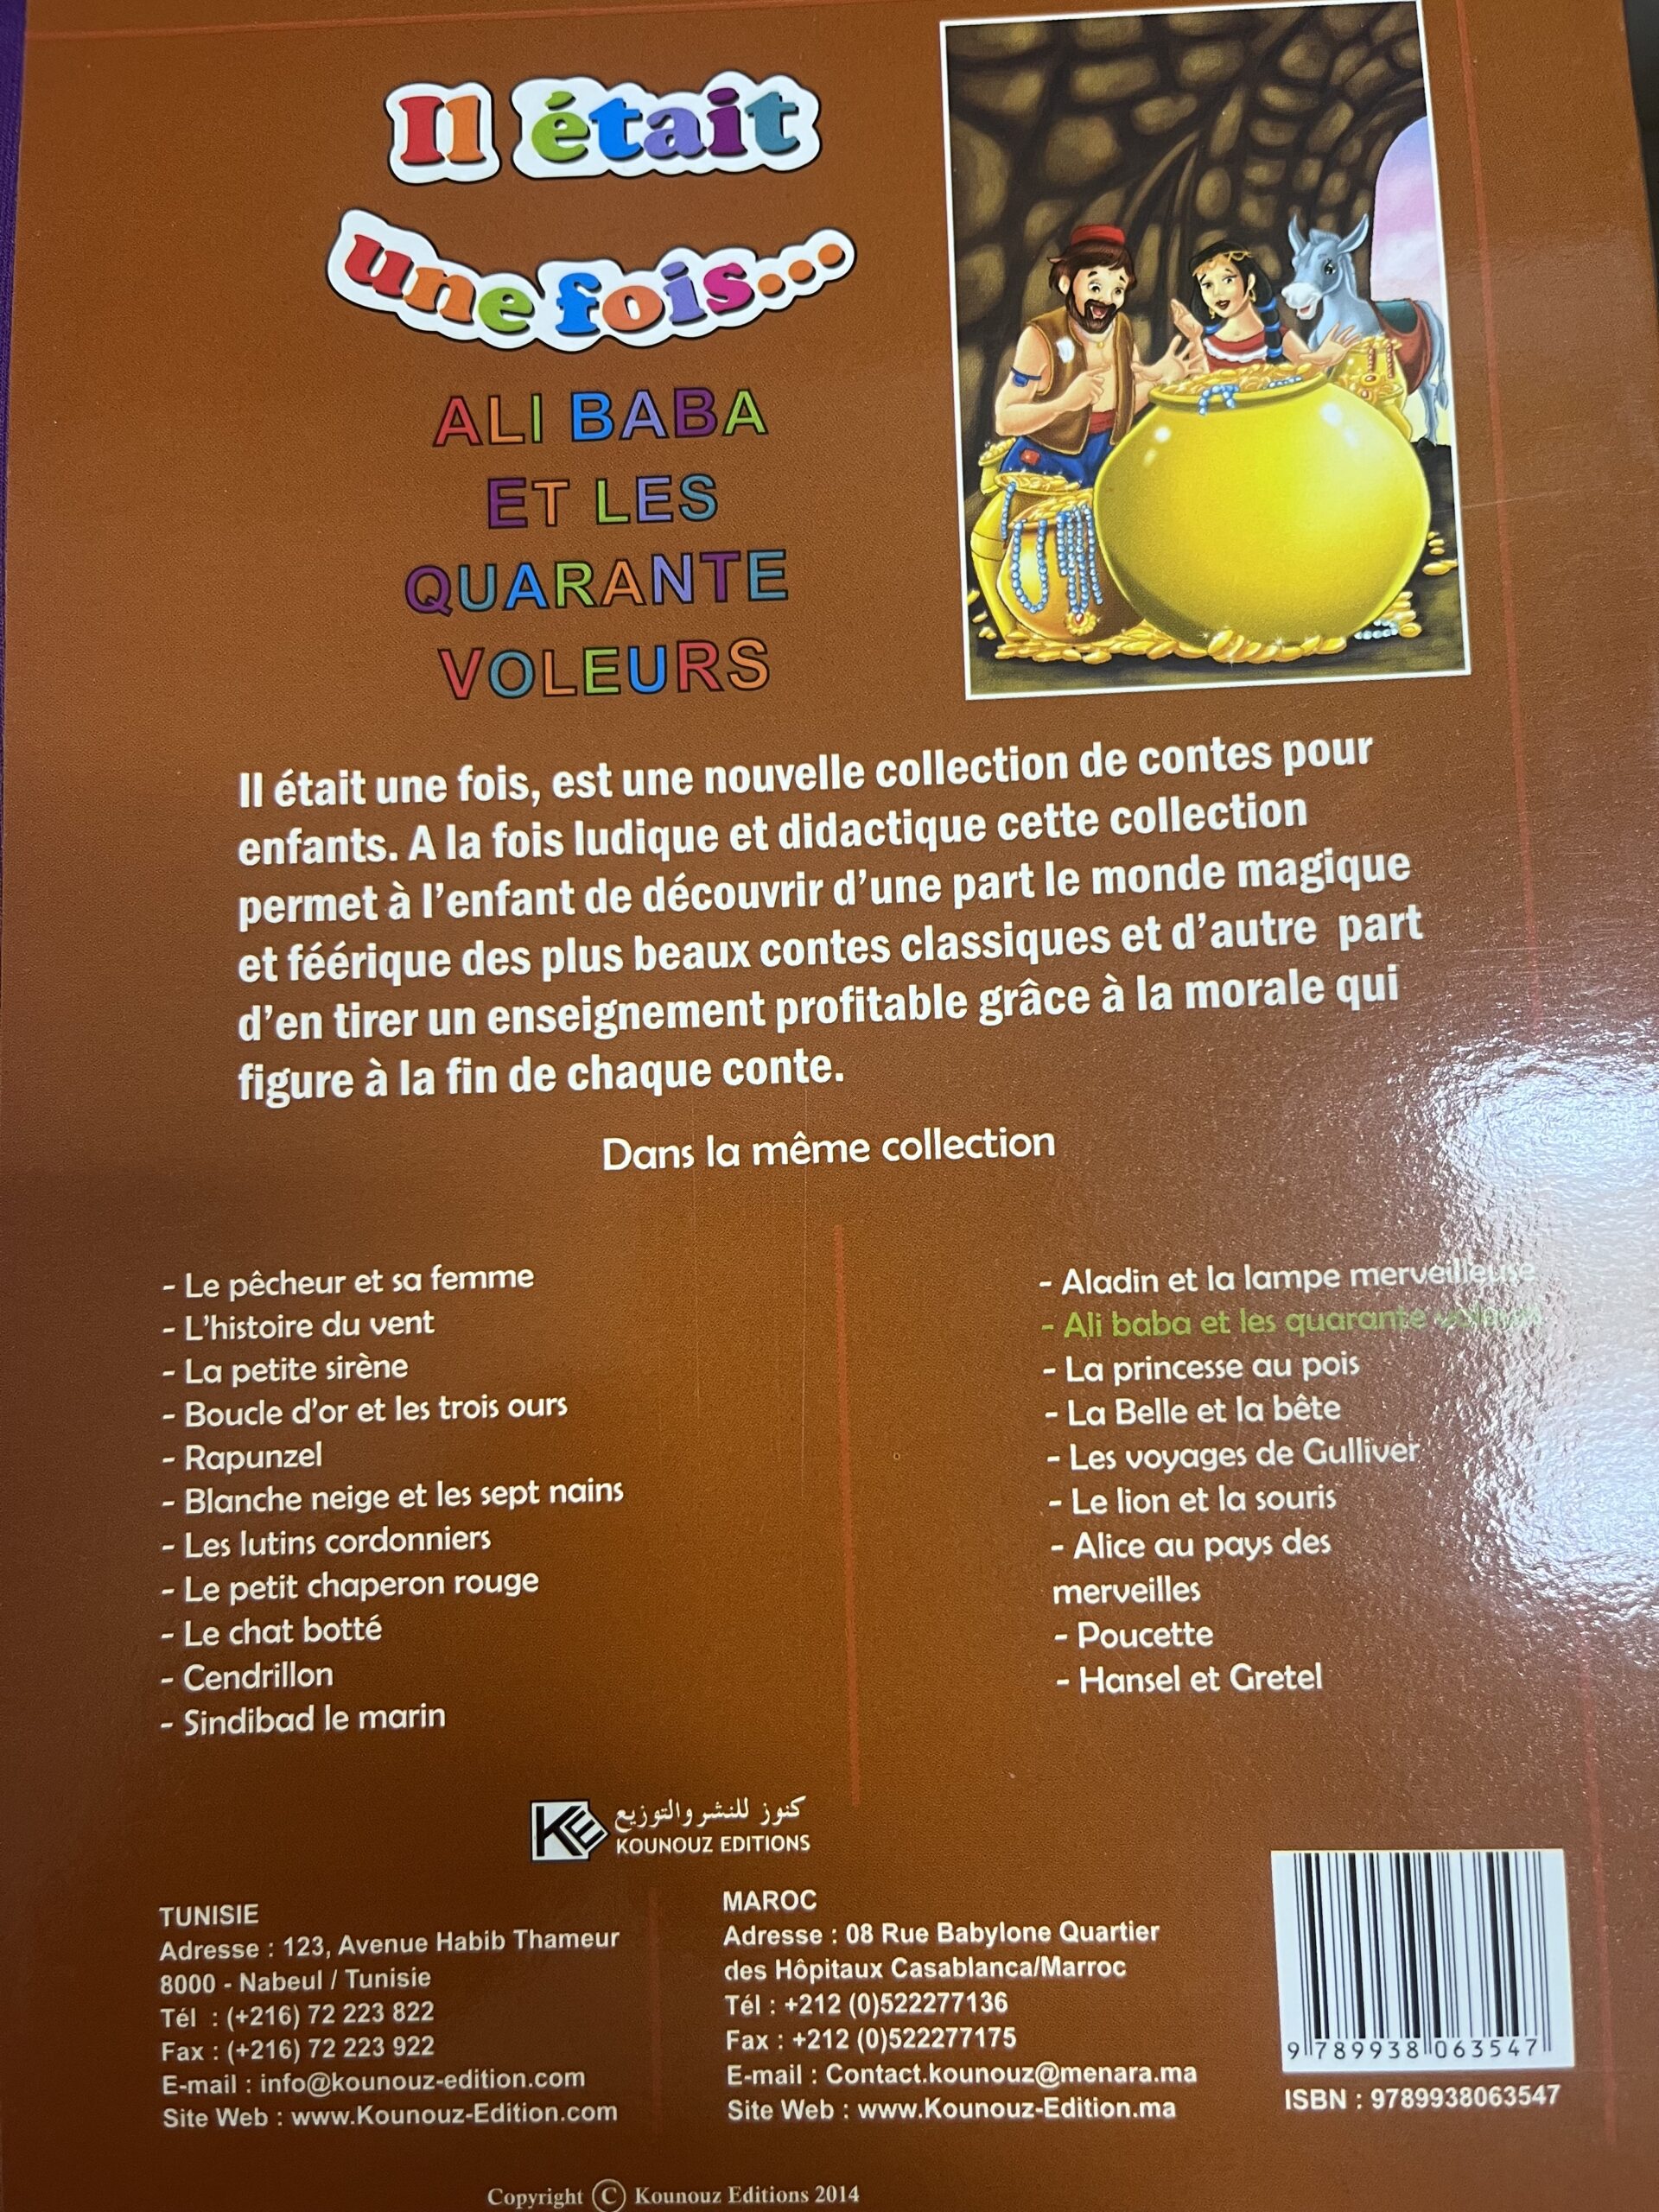 Il était
une fois...
ALI BABA
ET LES
QUARANTE
VOLEURS
Il était une fois, est une nouvelle collection de contes pour
enfants. A la fois ludique et didactique cette collection
permet à l'enfant de découvrir d'une part le monde magique
et féérique des plus beaux contes classiques et d'autre part
d'en tirer un enseignement profitable grâce à la morale qui
figure à la fin de chaque conte.
Dans la même collection
- Le pêcheur et sa femme
- L'histoire du vent
- La petite sirène
- Boucle d'or et les trois ours
- Rapunzel
- Blanche neige et les sept nains
- Les lutins cordonniers
- Le petit chaperon rouge
- Le chat botté
- Cendrillon
- Sindibad le marin
- Aladin et la lampe merveilleuse
- Ali baba et les quarante voleurs
- La princesse au pois
- La Belle et la bête
- Les voyages de Gulliver
- Le lion et la souris
- Alice au pays des
merveilles
- Poucette
- Hansel et Gretel
KE
كنوز للنشر والتوزيع
KOUNOUZ EDITIONS
TUNISIE
Adresse : 123, Avenue Habib Thameur
8000 - Nabeul / Tunisie
Tél : (+216) 72 223 822
Fax : (+216) 72 223 922
E-mail : info@kounouz-edition.com
Site Web : www.Kounouz-Edition.com
MAROC
Adresse : 08 Rue Babylone Quartier
des Hôpitaux Casablanca/Marroc
Tél : +212 (0)522277136
Fax : +212 (0)522277175
E-mail : Contact.kounouz@menara.ma
Site Web : www.Kounouz-Edition.ma
9 789938 063547
ISBN : 9789938063547
Copyright © Kounouz Editions 2014